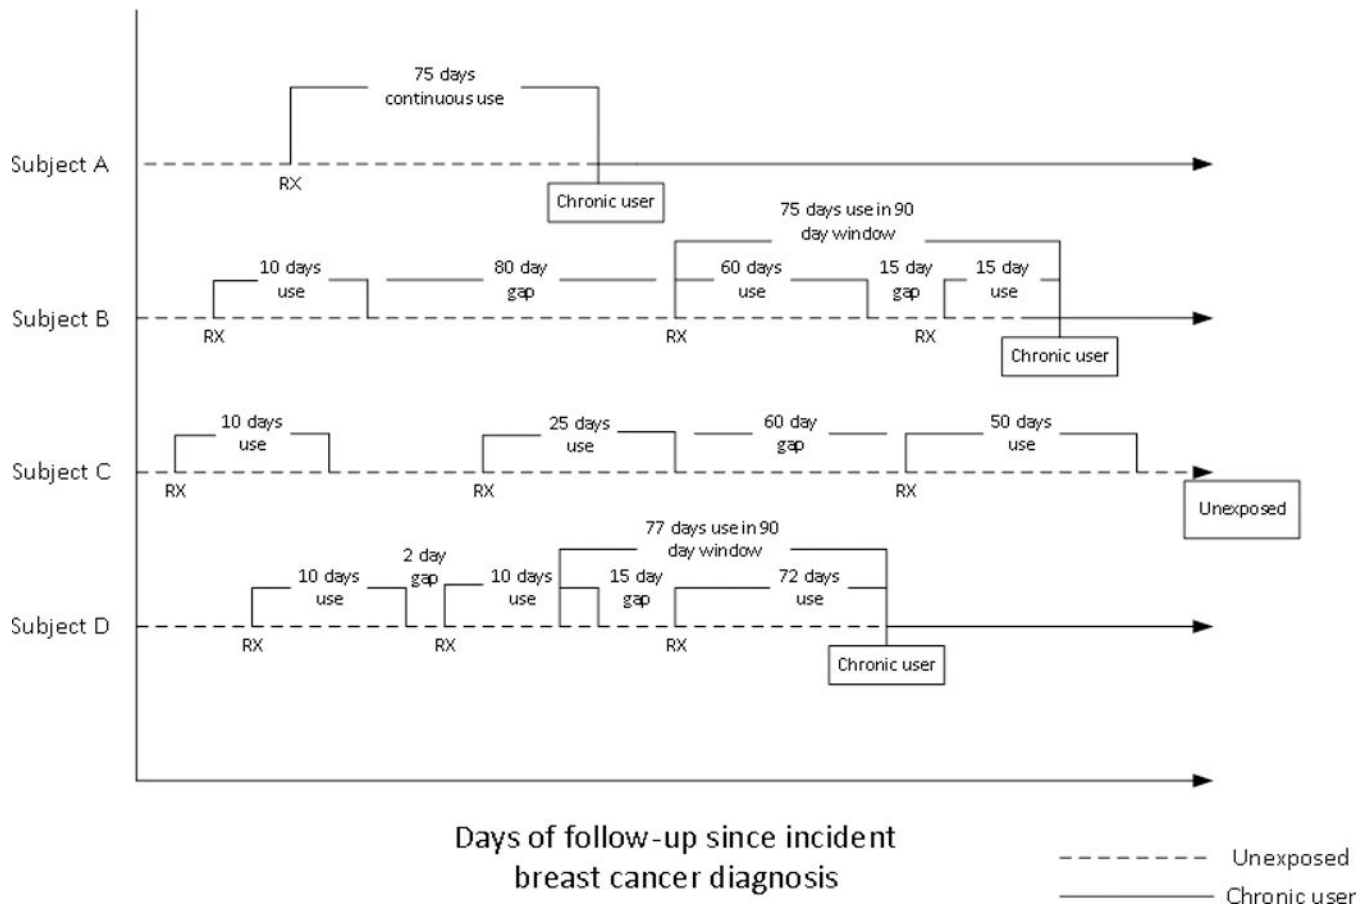 75 days
continuous use
Subject A
RX
Chronic user
75 days use in 90
day window
10 days
use
80 day
gap
60 days
use
15 day
gap
15 day
use
Subject B
RX
RX
RX
Chronic user
10 days
use
25 days
use
60 day
gap
50 days
use
Subject C
RX
RX
RX
Unexposed
77 days use in 90
day window
10 days
use
2 day
gap
10 days
use
15 day
gap
72 days
use
Subject D
RX
RX
RX
Chronic user
Days of follow-up since incident
breast cancer diagnosis
Unexposed
Chronic user